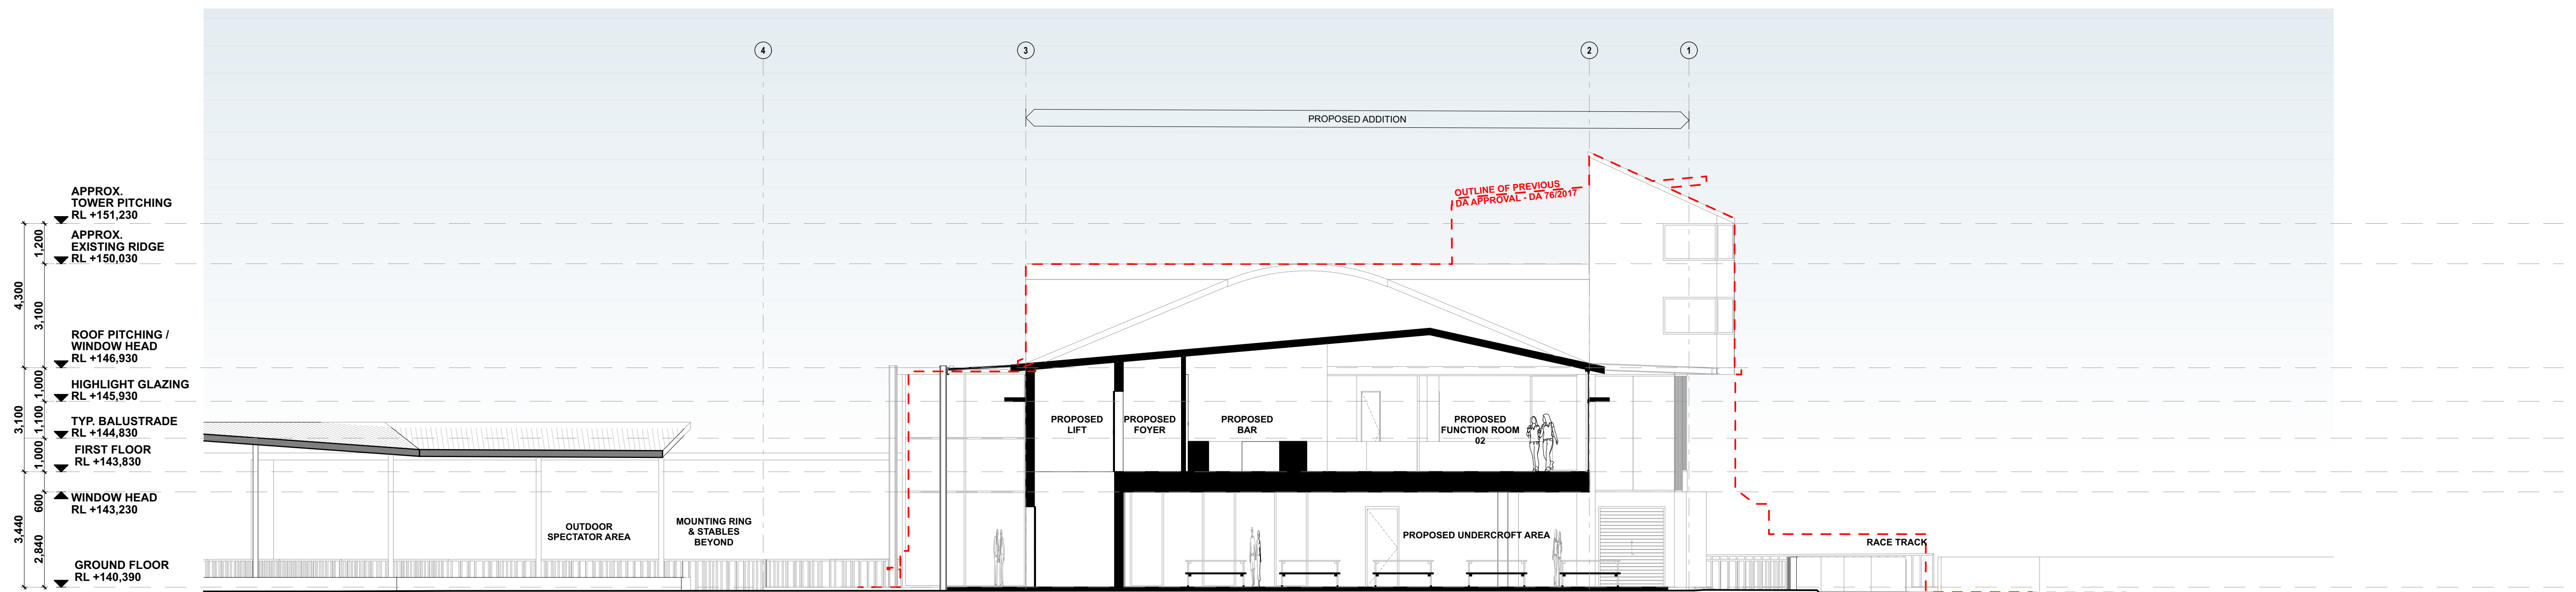 4
3
2
1
PROPOSED ADDITION
OUTLINE OF PREVIOUS
DA APPROVAL - DA 76/2017
APPROX.
TOWER PITCHING
RL +151,230
APPROX.
EXISTING RIDGE
RL +150,030
ROOF PITCHING /
WINDOW HEAD
RL +146,930
HIGHLIGHT GLAZING
RL +145,930
TYP. BALUSTRADE
RL +144,830
FIRST FLOOR
RL +143,830
WINDOW HEAD
RL +143,230
GROUND FLOOR
RL +140,390
4,300
3,100
3,440
1,200
3,100
1,000
1,100
1,000
600
2,840
PROPOSED
LIFT
PROPOSED
FOYER
PROPOSED
BAR
PROPOSED
FUNCTION ROOM
02
OUTDOOR
SPECTATOR AREA
MOUNTING RING
& STABLES
BEYOND
PROPOSED UNDERCROFT AREA
RACE TRACK